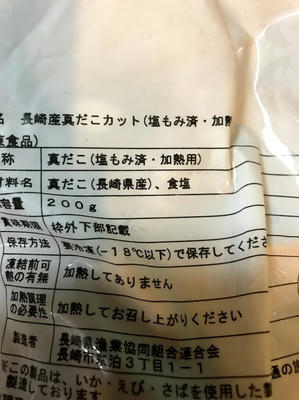 名 長崎産真だこカット(塩もみ済・加熱
食品)
称 真だこ(塩もみ済・加熱用)
材料名 真だこ(長崎県産)、食塩
容量 200g
賞味期限 枠外下部記載
保存方法 要冷凍(-18℃以下)で保存してくださ
凍結前加熱の有無 加熱してありません
加熱調理の必要性 加熱してお召し上がりください
製造者 長崎県漁業協同組合連合会
長崎市京泊3丁目1-1
※この製品は、いか・えび・さばを使用した
製造しております。